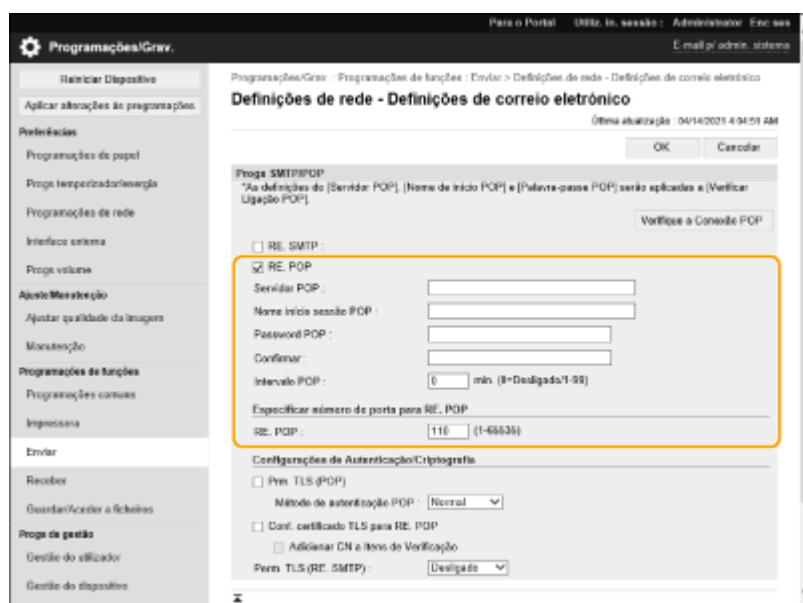 Para o Portal Utiliz. in. sessão : Administrator Enc ses
Programações/Grav.
E-mail p/ admin. sistema
Reiniciar Dispositivo
Aplicar alterações às programações
Preferências
Programações de papel
Progs temporizador/energia
Programações de rede
Interface externa
Progs volume
Ajuste/Manutenção
Ajustar qualidade da imagem
Manutenção
Programações de funções
Programações comuns
Impressora
Enviar
Receber
Guardar/Aceder a ficheiros
Progs de gestão
Gestão do utilizador
Gestão do dispositivo
Programações/Grav. : Programações de funções : Enviar > Definições de rede - Definições de correio eletrónico
Definições de rede - Definições de correio eletrónico
Última atualização : 04/14/2021 4:04:51 AM
OK Cancelar
Progs SMTP/POP
*As definições do [Servidor POP], [Nome de início POP] e [Palavra-passe POP] serão aplicadas a [Verificar
Ligação POP].
Verifique a Conexão POP
RE. SMTP :
RE. POP
Servidor POP :
Nome início sessão POP :
Password POP :
Confirmar :
Intervalo POP : 0 min. (0=Desligado/1-99)
Especificar número de porta para RE. POP
RE. POP : 110 (1-65535)
Configurações de Autenticação/Criptografia
Prm. TLS (POP)
Método de autenticação POP : Normal
Conf. certificado TLS para RE. POP
Adicionar CN a Itens de Verificação
Perm. TLS (RE. SMTP) : Desligado